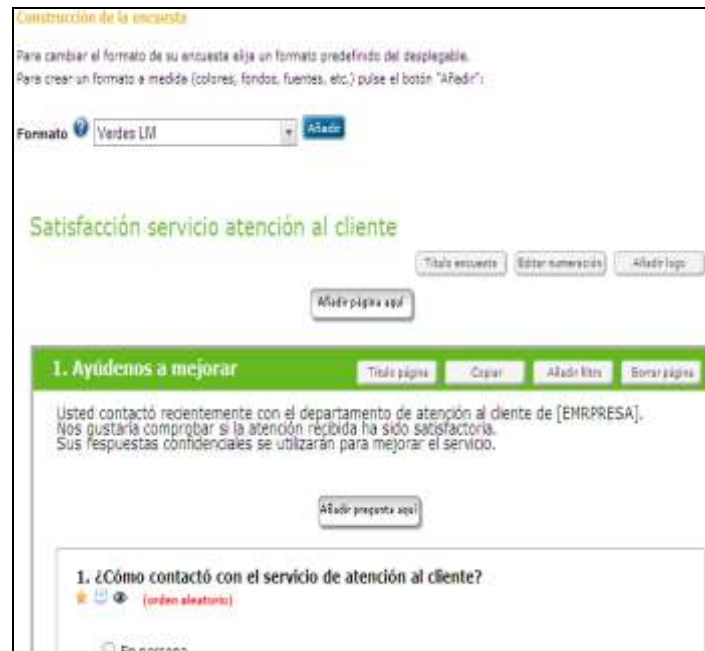 Construcción de la encuesta
Para cambiar el formato de su encuesta elija un formato predefinido del desplegable.
Para crear un formato a medida (colores, fondos, fuentes, etc.) pulse el botón "Añadir":
Formato ? Verdes LM Añadir
Satisfacción servicio atención al cliente
Título encuesta Editar numeración Añadir logo
Añadir página aquí
1. Ayúdenos a mejorar Título página Copiar Añadir filtro Borrar página
Usted contactó recientemente con el departamento de atención al cliente de [EMRPRESA].
Nos gustaría comprobar si la atención recibida ha sido satisfactoria.
Sus respuestas confidenciales se utilizarán para mejorar el servicio.
Añadir pregunta aquí
1. ¿Cómo contactó con el servicio de atención al cliente?
(orden aleatorio)
En persona